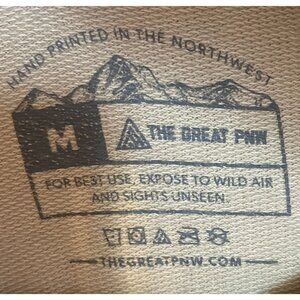 HAND PRINTED IN THE NORTHWEST
M
THE GREAT PNW
FOR BEST USE, EXPOSE TO WILD AIR
AND SIGHTS UNSEEN.
THEGREATPNW.COM